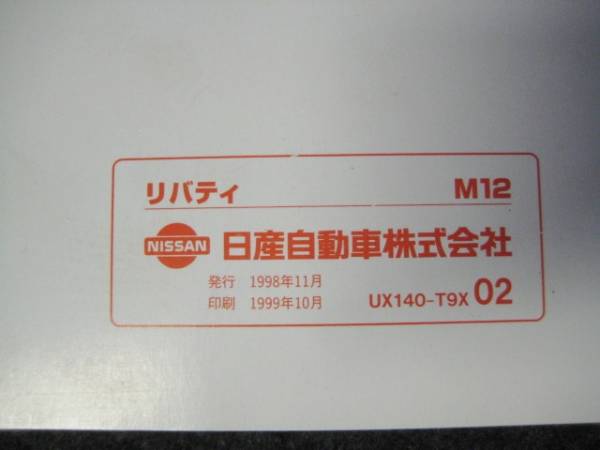 リバティ M12
NISSAN 日産自動車株式会社
発行 1998年11月
印刷 1999年10月 UX140-T9X 02